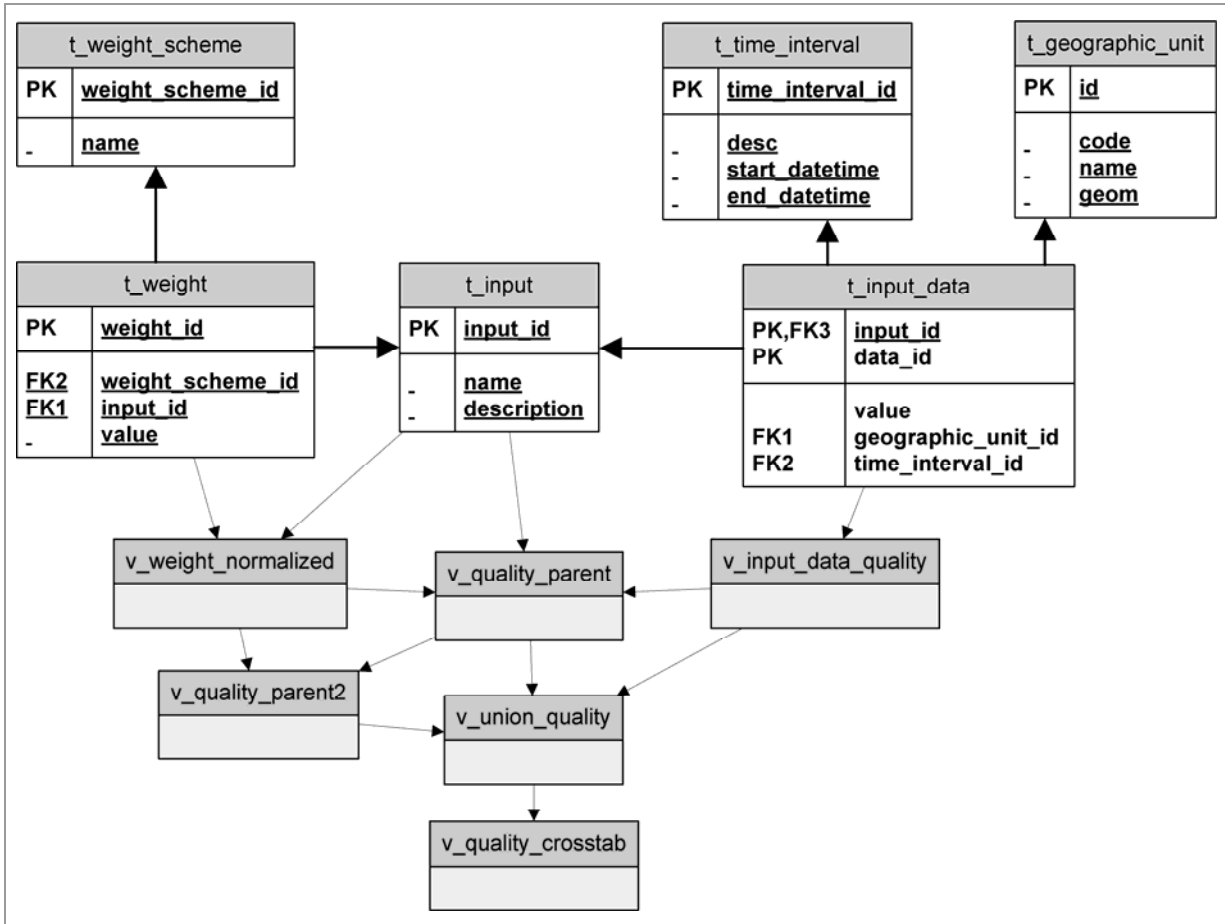 t_weight_scheme
PK weight_scheme_id
- name
t_time_interval
PK time_interval_id
- desc
- start_datetime
- end_datetime
t_geographic_unit
PK id
- code
- name
- geom
t_weight
PK weight_id
FK2 weight_scheme_id
FK1 input_id
- value
t_input
PK input_id
- name
- description
t_input_data
PK,FK3 input_id
PK data_id
value
FK1 geographic_unit_id
FK2 time_interval_id
v_weight_normalized
v_quality_parent
v_input_data_quality
v_quality_parent2
v_union_quality
v_quality_crosstab